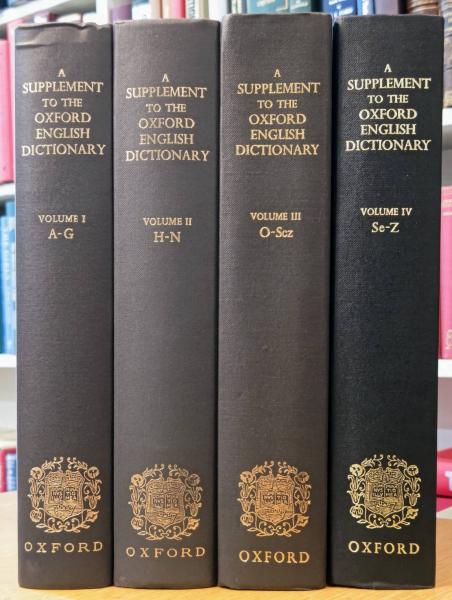 A
SUPPLEMENT
TO THE
OXFORD
ENGLISH
DICTIONARY
VOLUME I
A-G
OXFORD
A
SUPPLEMENT
TO THE
OXFORD
ENGLISH
DICTIONARY
VOLUME II
H-N
OXFORD
A
SUPPLEMENT
TO THE
OXFORD
ENGLISH
DICTIONARY
VOLUME III
O-Scz
OXFORD
A
SUPPLEMENT
TO THE
OXFORD
ENGLISH
DICTIONARY
VOLUME IV
Se-Z
OXFORD